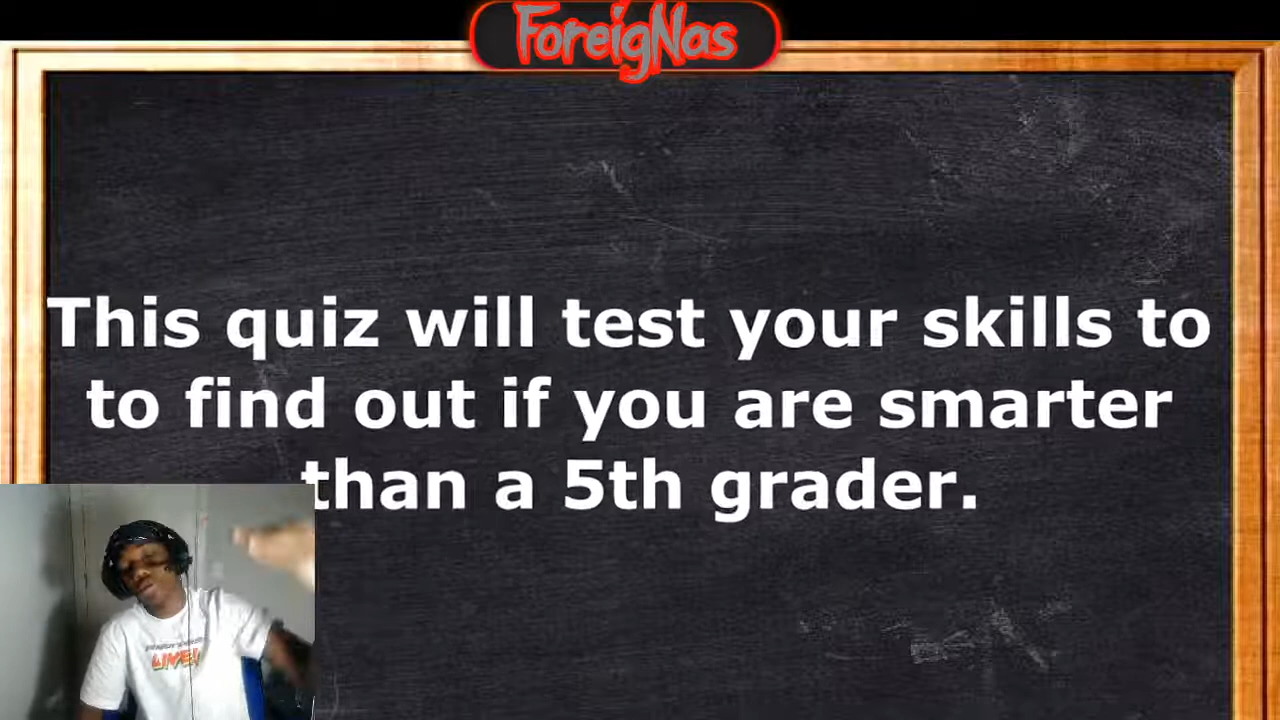 ForeigNas
This quiz will test your skills to
to find out if you are smarter
than a 5th grader.
LIVE!